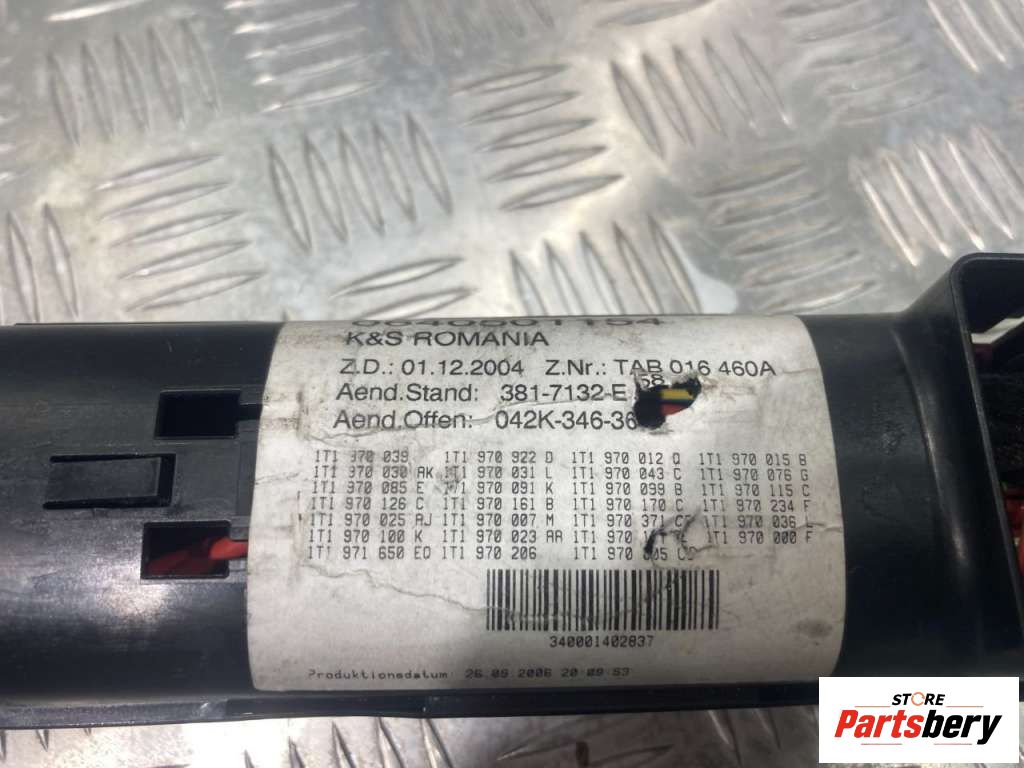 06409011S4
K&S ROMANIA
Z.D.: 01.12.2004 Z.Nr.: TAB 016 460A
Aend.Stand: 381-7132-E 58
Aend.Offen: 042K-346-36
1T1 970 039 1T1 970 922 D 1T1 970 012 Q 1T1 970 015 B
1T1 970 030 AK 1T1 970 031 L 1T1 970 043 C 1T1 970 076 G
1T1 970 085 E 1T1 970 091 K 1T1 970 099 B 1T1 970 115 C
1T1 970 126 C 1T1 970 161 B 1T1 970 170 C 1T1 970 234 F
1T1 970 025 AJ 1T1 970 007 M 1T1 970 371 1T1 970 036 L
1T1 970 100 K 1T1 970 023 AA 1T1 970 1T1 970 000 F
1T1 971 650 EQ 1T1 970 206 1T1 970 005
340001402837
Produktionsdatum: 26.09.2006 20:09:53
STORE
Partsbery